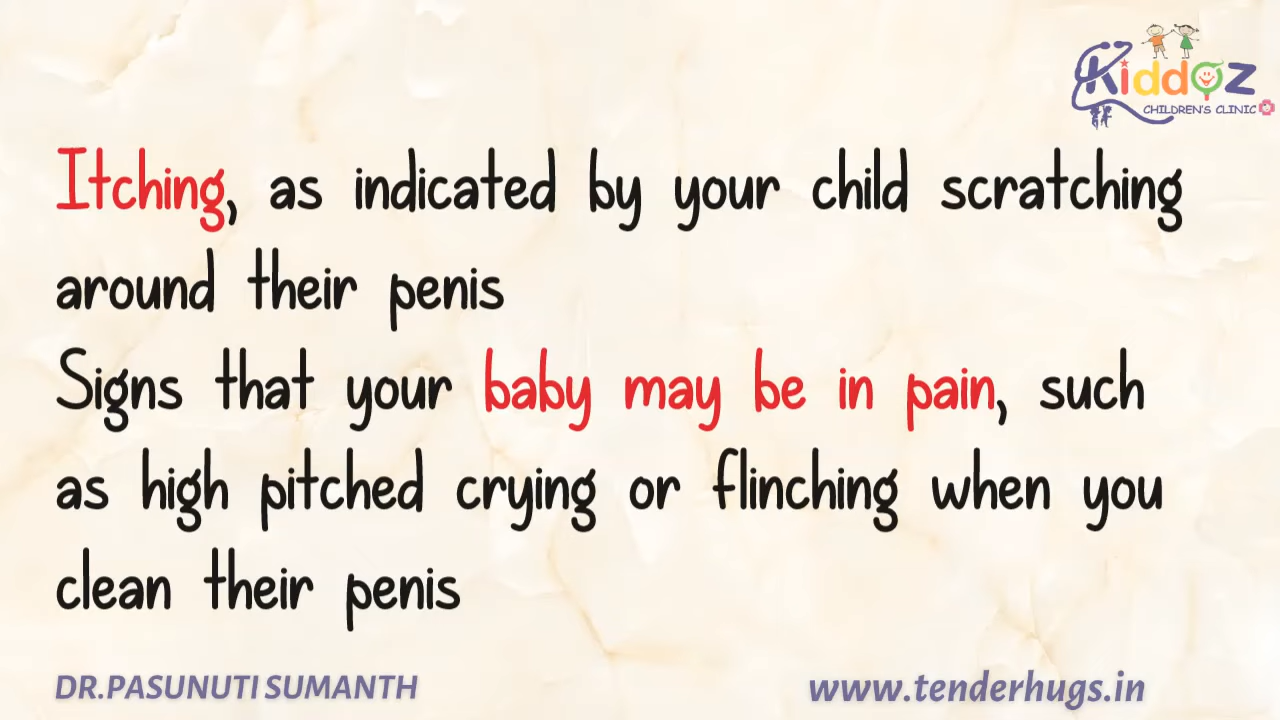 Kiddoz
CHILDREN'S CLINIC
Itching, as indicated by your child scratching
around their penis
Signs that your baby may be in pain, such
as high pitched crying or flinching when you
clean their penis
DR.PASUNUTI SUMANTH
www.tenderhugs.in